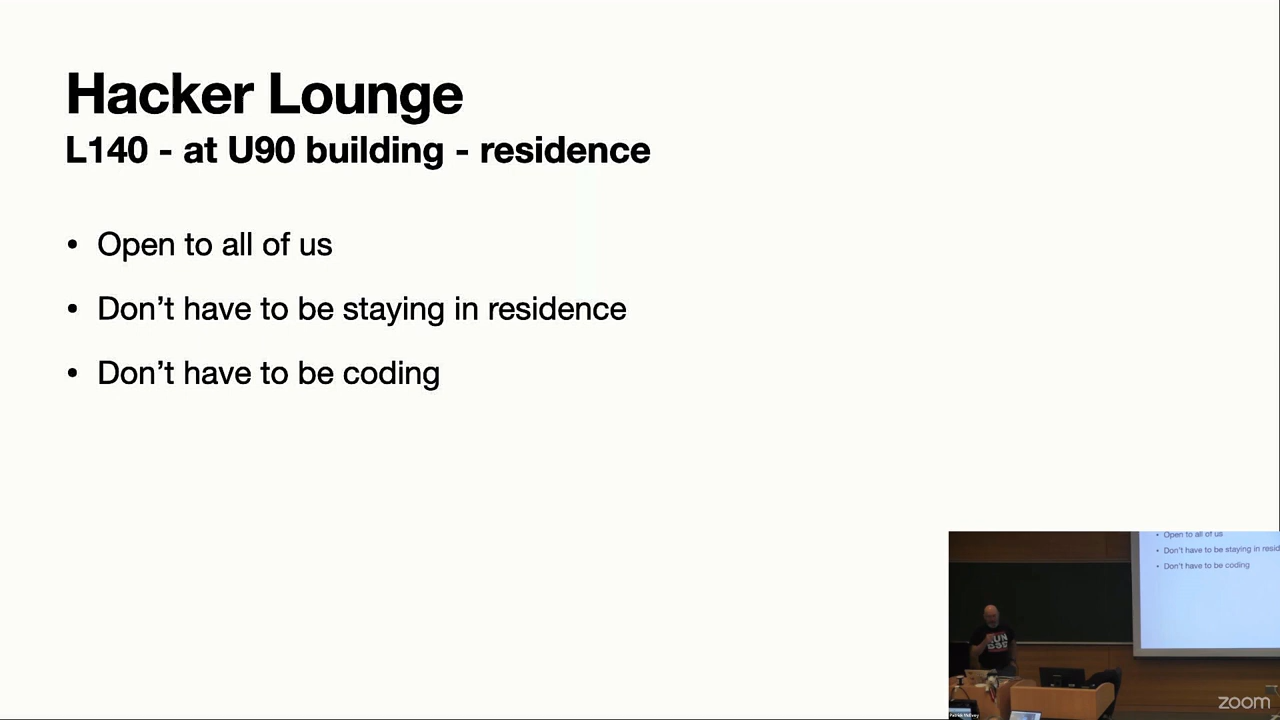 Hacker Lounge
L140 - at U90 building - residence
• Open to all of us
• Don’t have to be staying in residence
• Don’t have to be coding
• Open to all of us
• Don't have to be staying in resid
• Don't have to be coding
zoom